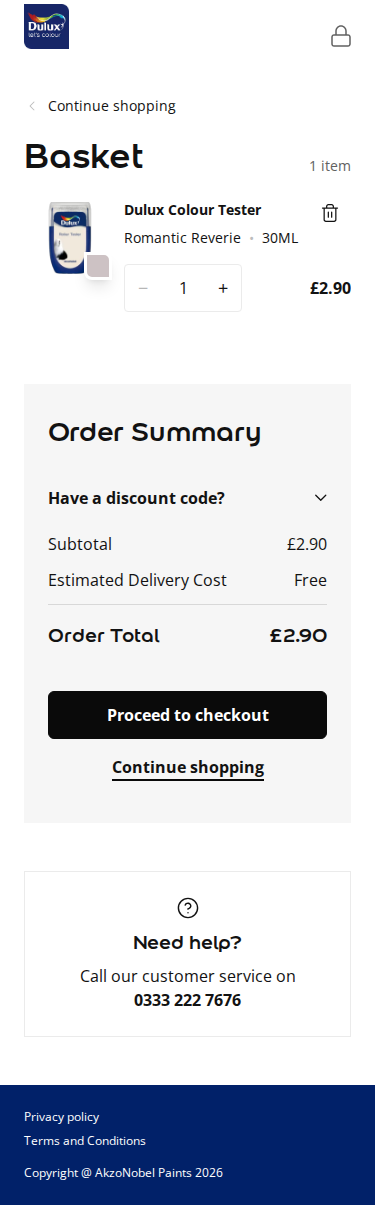 Dulux
let's colour
Continue shopping
Basket
1 item
Dulux
Dulux Colour Tester
Romantic Reverie • 30ML
− 1 +
£2.90
Order Summary
Have a discount code?
Subtotal £2.90
Estimated Delivery Cost Free
Order Total £2.90
Proceed to checkout
Continue shopping
Need help?
Call our customer service on
0333 222 7676
Privacy policy
Terms and Conditions
Copyright @ AkzoNobel Paints 2026